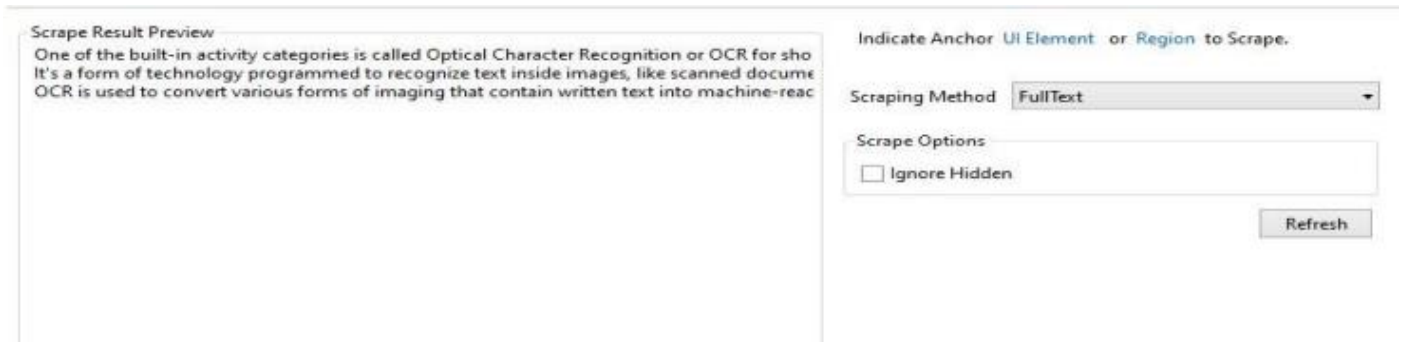 Scrape Result Preview
One of the built-in activity categories is called Optical Character Recognition or OCR for sho
It's a form of technology programmed to recognize text inside images, like scanned docume
OCR is used to convert various forms of imaging that contain written text into machine-reac
Indicate Anchor UI Element or Region to Scrape.
Scraping Method FullText
Scrape Options
Ignore Hidden
Refresh